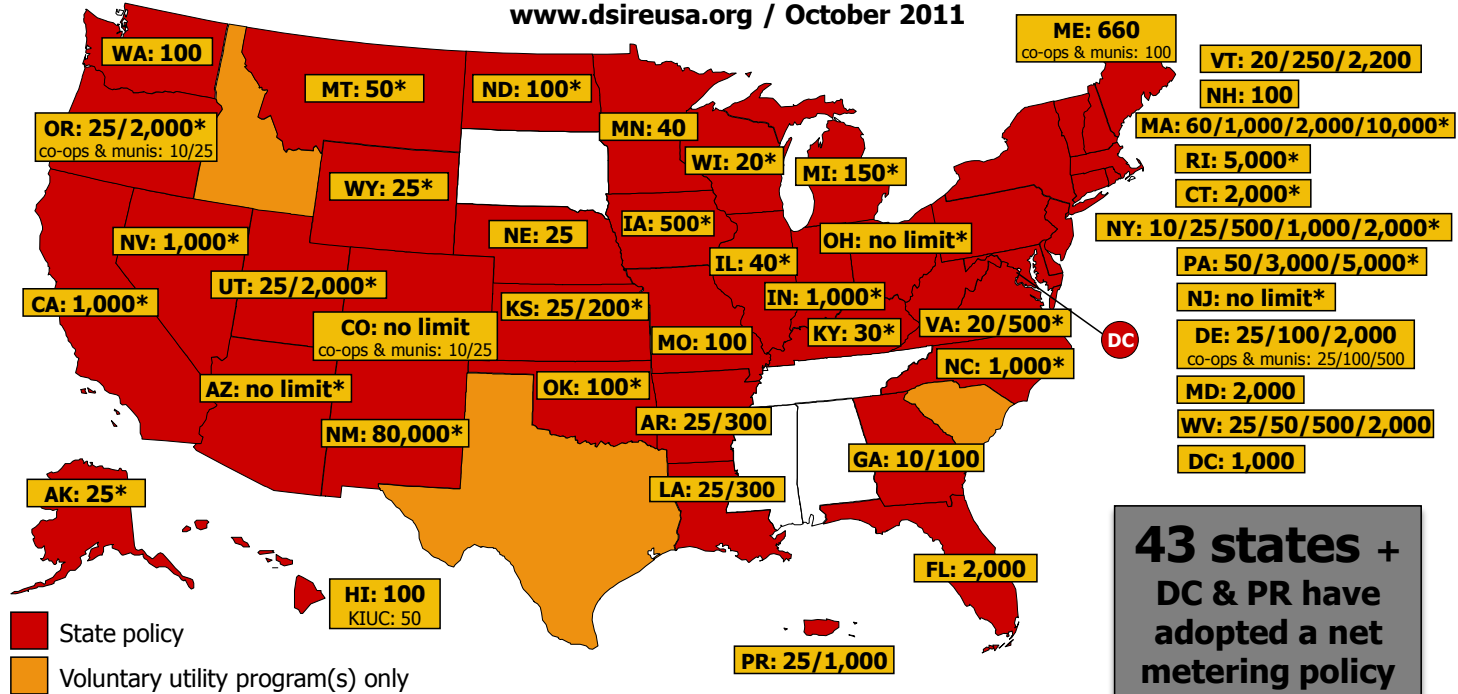 www.dsireusa.org / October 2011
WA: 100
MT: 50*
ND: 100*
ME: 660
co-ops & munis: 100
VT: 20/250/2,200
NH: 100
OR: 25/2,000*
co-ops & munis: 10/25
MN: 40
MA: 60/1,000/2,000/10,000*
WI: 20*
MI: 150*
RI: 5,000*
WY: 25*
CT: 2,000*
IA: 500*
NV: 1,000*
NE: 25
OH: no limit*
NY: 10/25/500/1,000/2,000*
IL: 40*
PA: 50/3,000/5,000*
UT: 25/2,000*
CA: 1,000*
KS: 25/200*
IN: 1,000*
NJ: no limit*
CO: no limit
co-ops & munis: 10/25
MO: 100
KY: 30*
VA: 20/500*
DC
DE: 25/100/2,000
co-ops & munis: 25/100/500
NC: 1,000*
AZ: no limit*
OK: 100*
MD: 2,000
NM: 80,000*
AR: 25/300
WV: 25/50/500/2,000
GA: 10/100
DC: 1,000
AK: 25*
LA: 25/300
FL: 2,000
HI: 100
KIUC: 50
PR: 25/1,000
State policy
Voluntary utility program(s) only
43 states +
DC & PR have
adopted a net
metering policy